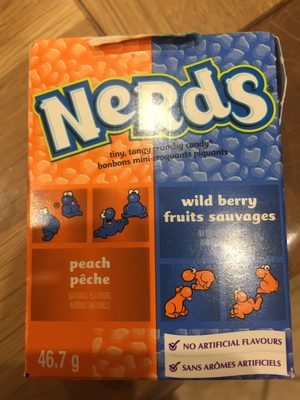 NeRdS
tiny, tangy crunchy candy
bonbons mini-croquants piquants
wild berry
fruits sauvages
peach
pêche
NATURAL FLAVOURS
ARÔMES NATURELS
46.7 g
NO ARTIFICIAL FLAVOURS
SANS ARÔMES ARTIFICIELS